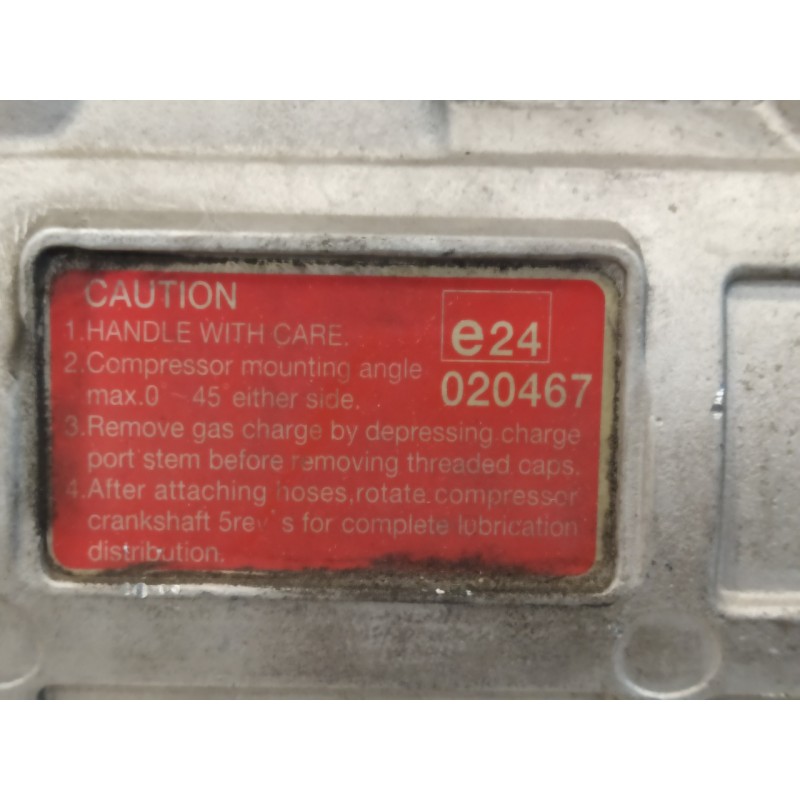 CAUTION
1.HANDLE WITH CARE.
2.Compressor mounting angle
max.0 ~ 45 either side.
3.Remove gas charge by depressing charge
port stem before removing threaded caps.
4.After attaching hoses,rotate.compressor
crankshaft 5rev's for complete lubrication
distribution.
e24
020467